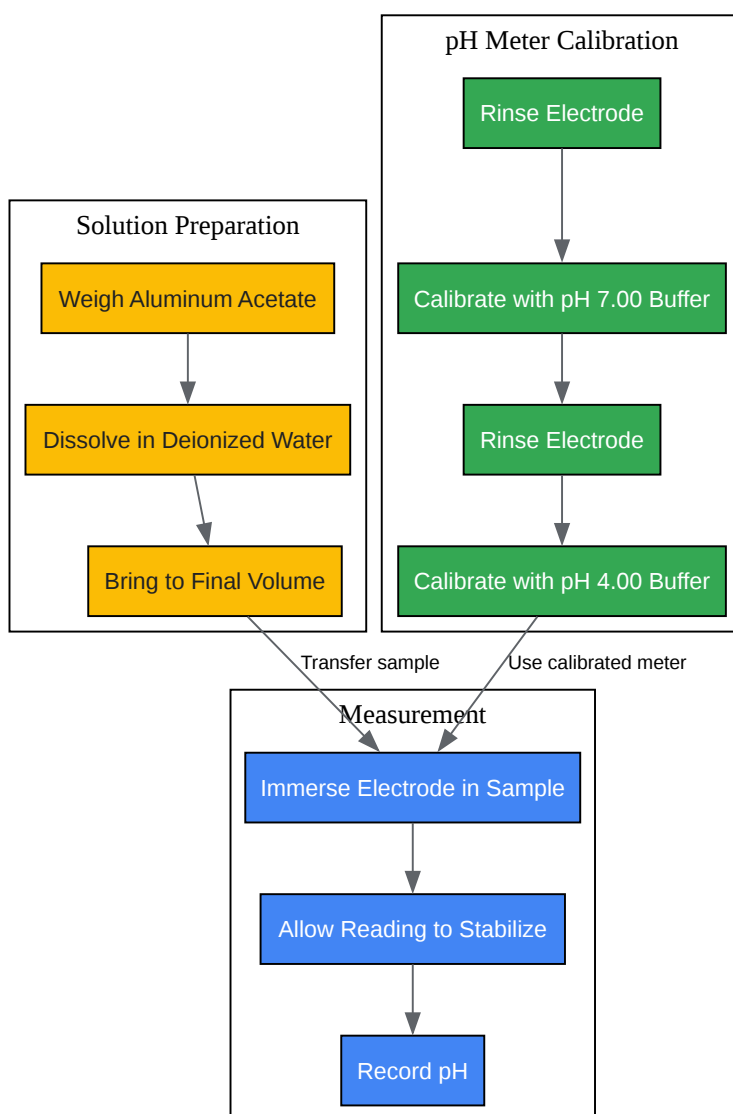 pH Meter Calibration
Rinse Electrode
Calibrate with pH 7.00 Buffer
Rinse Electrode
Calibrate with pH 4.00 Buffer
Solution Preparation
Weigh Aluminum Acetate
Dissolve in Deionized Water
Bring to Final Volume
Transfer sample
Use calibrated meter
Measurement
Immerse Electrode in Sample
Allow Reading to Stabilize
Record pH